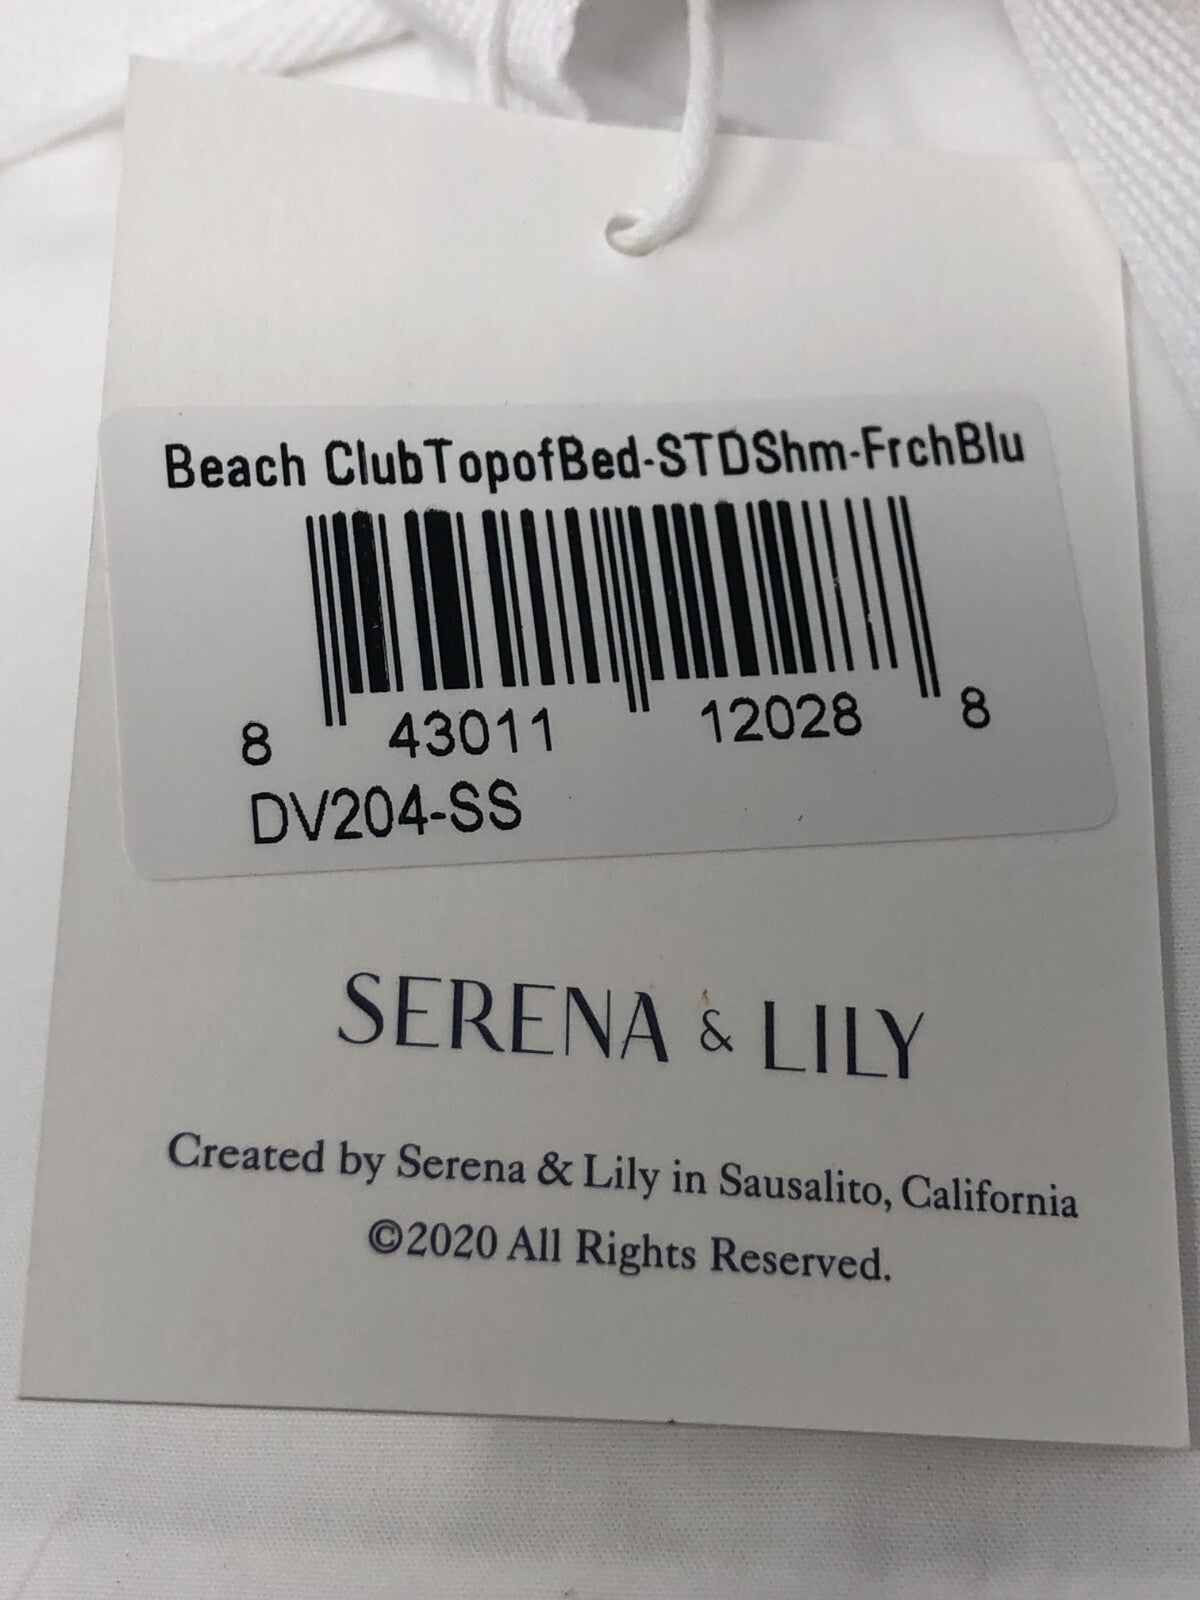 Beach ClubTopofBed-STDShm-FrchBlu
8 43011 12028 8
DV204-SS
SERENA & LILY
Created by Serena & Lily in Sausalito, California
©2020 All Rights Reserved.